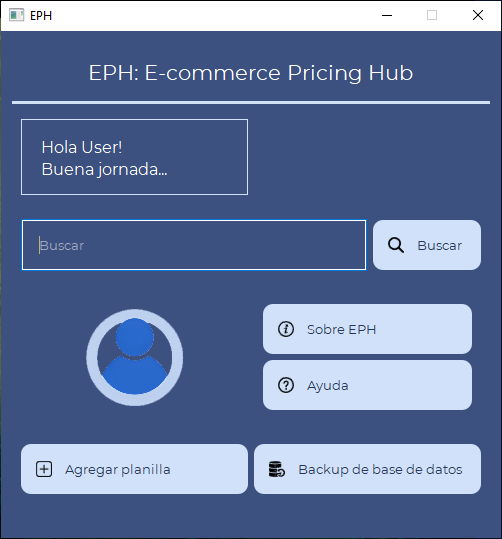 EPH
EPH: E-commerce Pricing Hub
Hola User!
Buena jornada...
Buscar
Buscar
Sobre EPH
Ayuda
Agregar planilla
Backup de base de datos